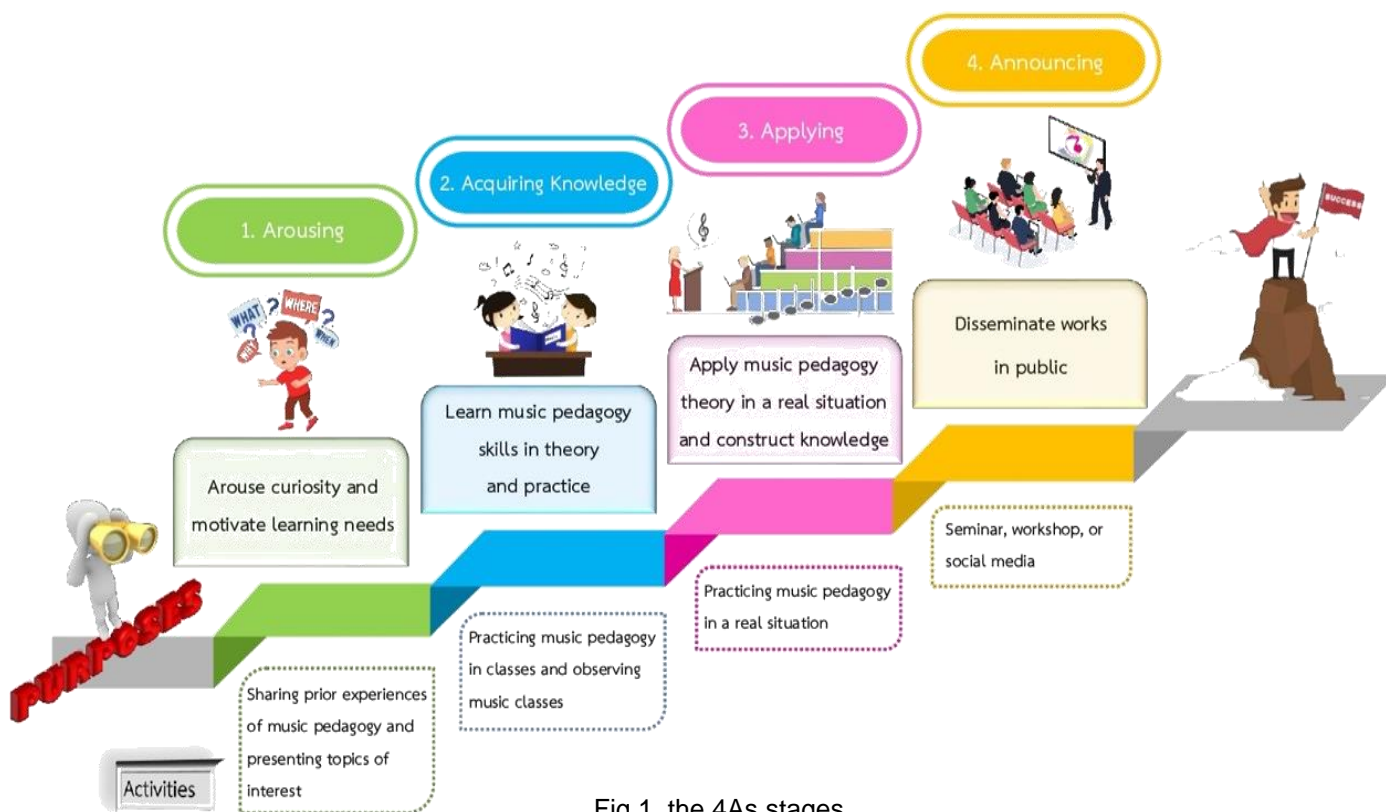 4. Announcing
3. Applying
2. Acquiring Knowledge
1. Arousing
WHAT
WHERE
WHEN
WHY
SUCCESS
Arouse curiosity and
motivate learning needs
Learn music pedagogy
skills in theory
and practice
Apply music pedagogy
theory in a real situation
and construct knowledge
Disseminate works
in public
PURPOSES
Activities
Sharing prior experiences
of music pedagogy and
presenting topics of
interest
Practicing music pedagogy
in classes and observing
music classes
Practicing music pedagogy
in a real situation
Seminar, workshop, or
social media
Fig 1. the 4As stages